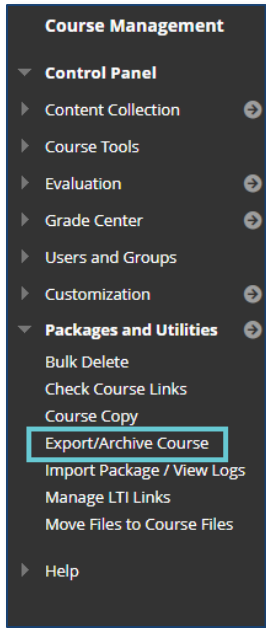 Course Management
Control Panel
Content Collection
Course Tools
Evaluation
Grade Center
Users and Groups
Customization
Packages and Utilities
Bulk Delete
Check Course Links
Course Copy
Export/Archive Course
Import Package / View Logs
Manage LTI Links
Move Files to Course Files
Help